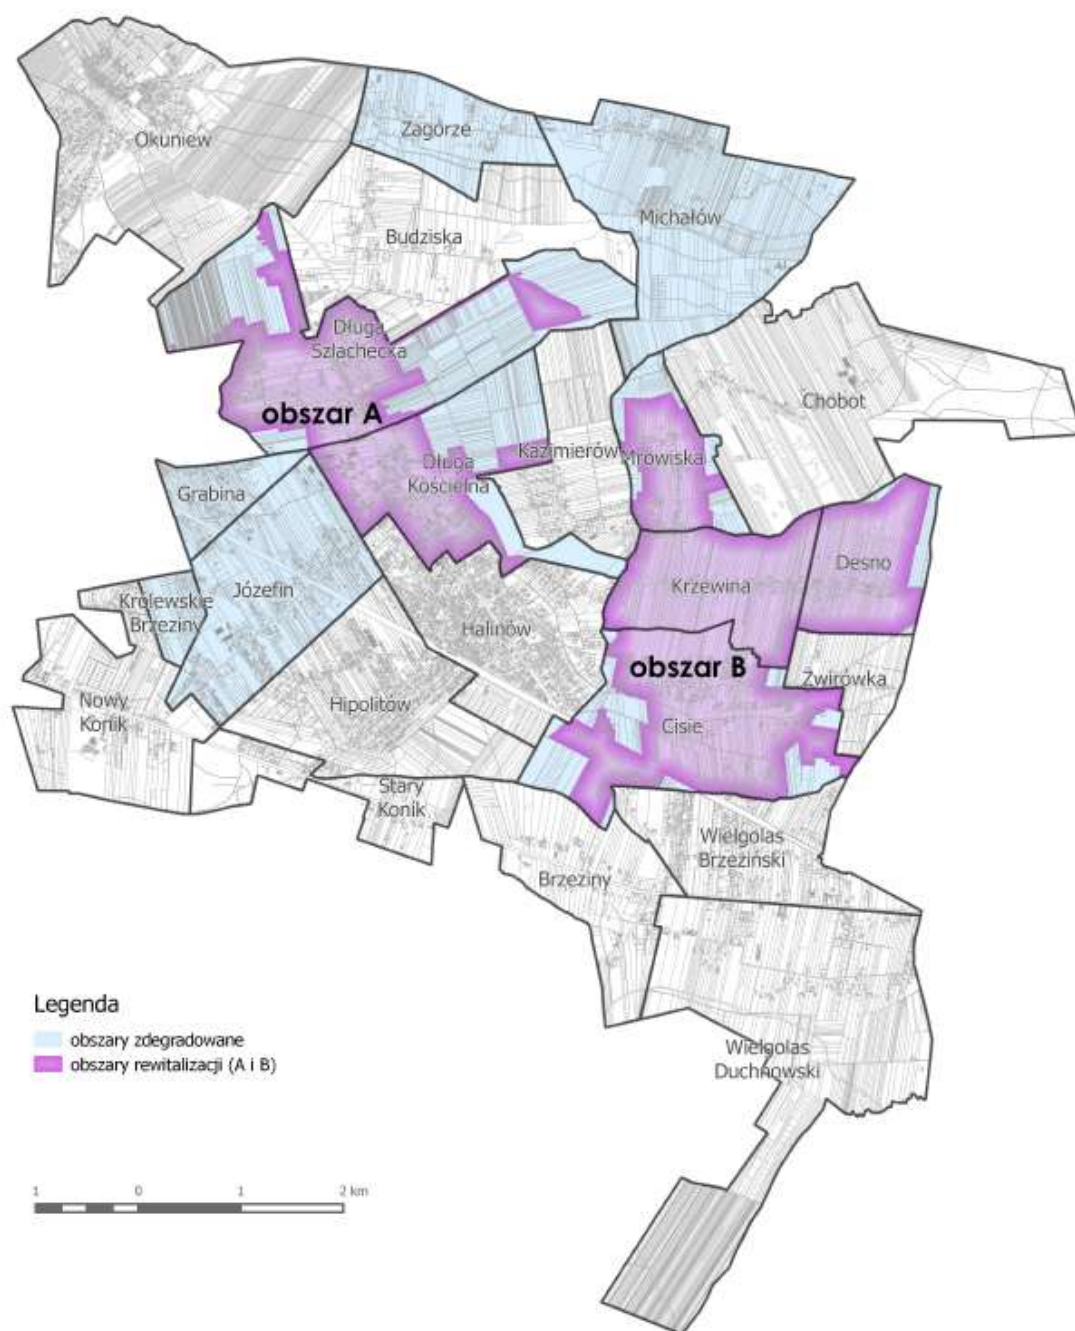 Okuniew
Zagórze
Michałów
Budziska
Długa
Szlachecka
Chobot
obszar A
Kazimierów
Mrowiska
Długa
Kościelna
Grabina
Desno
Józefin
Krzewina
Królewskie
Brzeziny
Halinów
obszar B
Żwirówka
Nowy
Konik
Hipolitów
Cisie
Stary
Konik
Wielgolas
Brzeziński
Brzeziny
Legenda
obszary zdegradowane
obszary rewitalizacji (A i B)
Wielgolas
Duchnowski
1 0 1 2 km